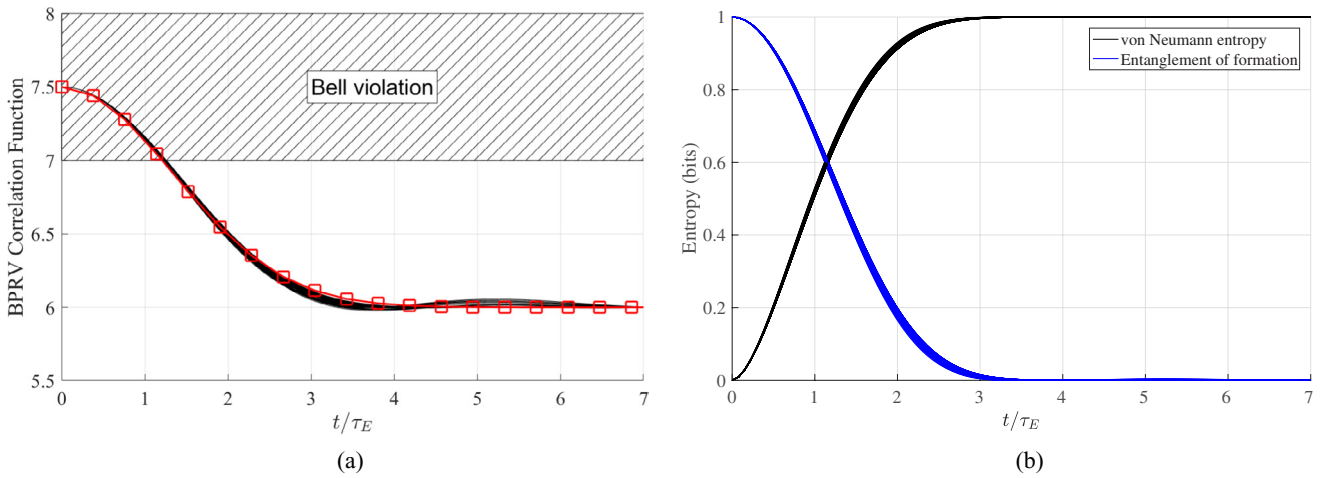 BPRV Correlation Function
8
7.5
7
6.5
6
5.5
Bell violation
0 1 2 3 4 5 6 7
t/τ_E
(a)
Entropy (bits)
1
0.8
0.6
0.4
0.2
0
von Neumann entropy
Entanglement of formation
0 1 2 3 4 5 6 7
t/τ_E
(b)